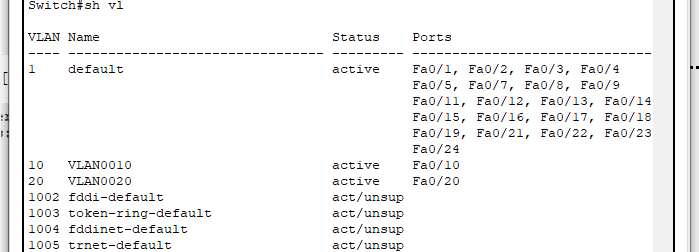 Switch#sh vl
VLAN Name                             Status    Ports
---- -------------------------------- --------- -------------------------------
1    default                          active    Fa0/1, Fa0/2, Fa0/3, Fa0/4
                                                Fa0/5, Fa0/7, Fa0/8, Fa0/9
                                                Fa0/11, Fa0/12, Fa0/13, Fa0/14
                                                Fa0/15, Fa0/16, Fa0/17, Fa0/18
                                                Fa0/19, Fa0/21, Fa0/22, Fa0/23
                                                Fa0/24
10   VLAN0010                         active    Fa0/10
20   VLAN0020                         active    Fa0/20
1002 fddi-default                     act/unsup
1003 token-ring-default               act/unsup
1004 fddinet-default                  act/unsup
1005 trnet-default                    act/unsup